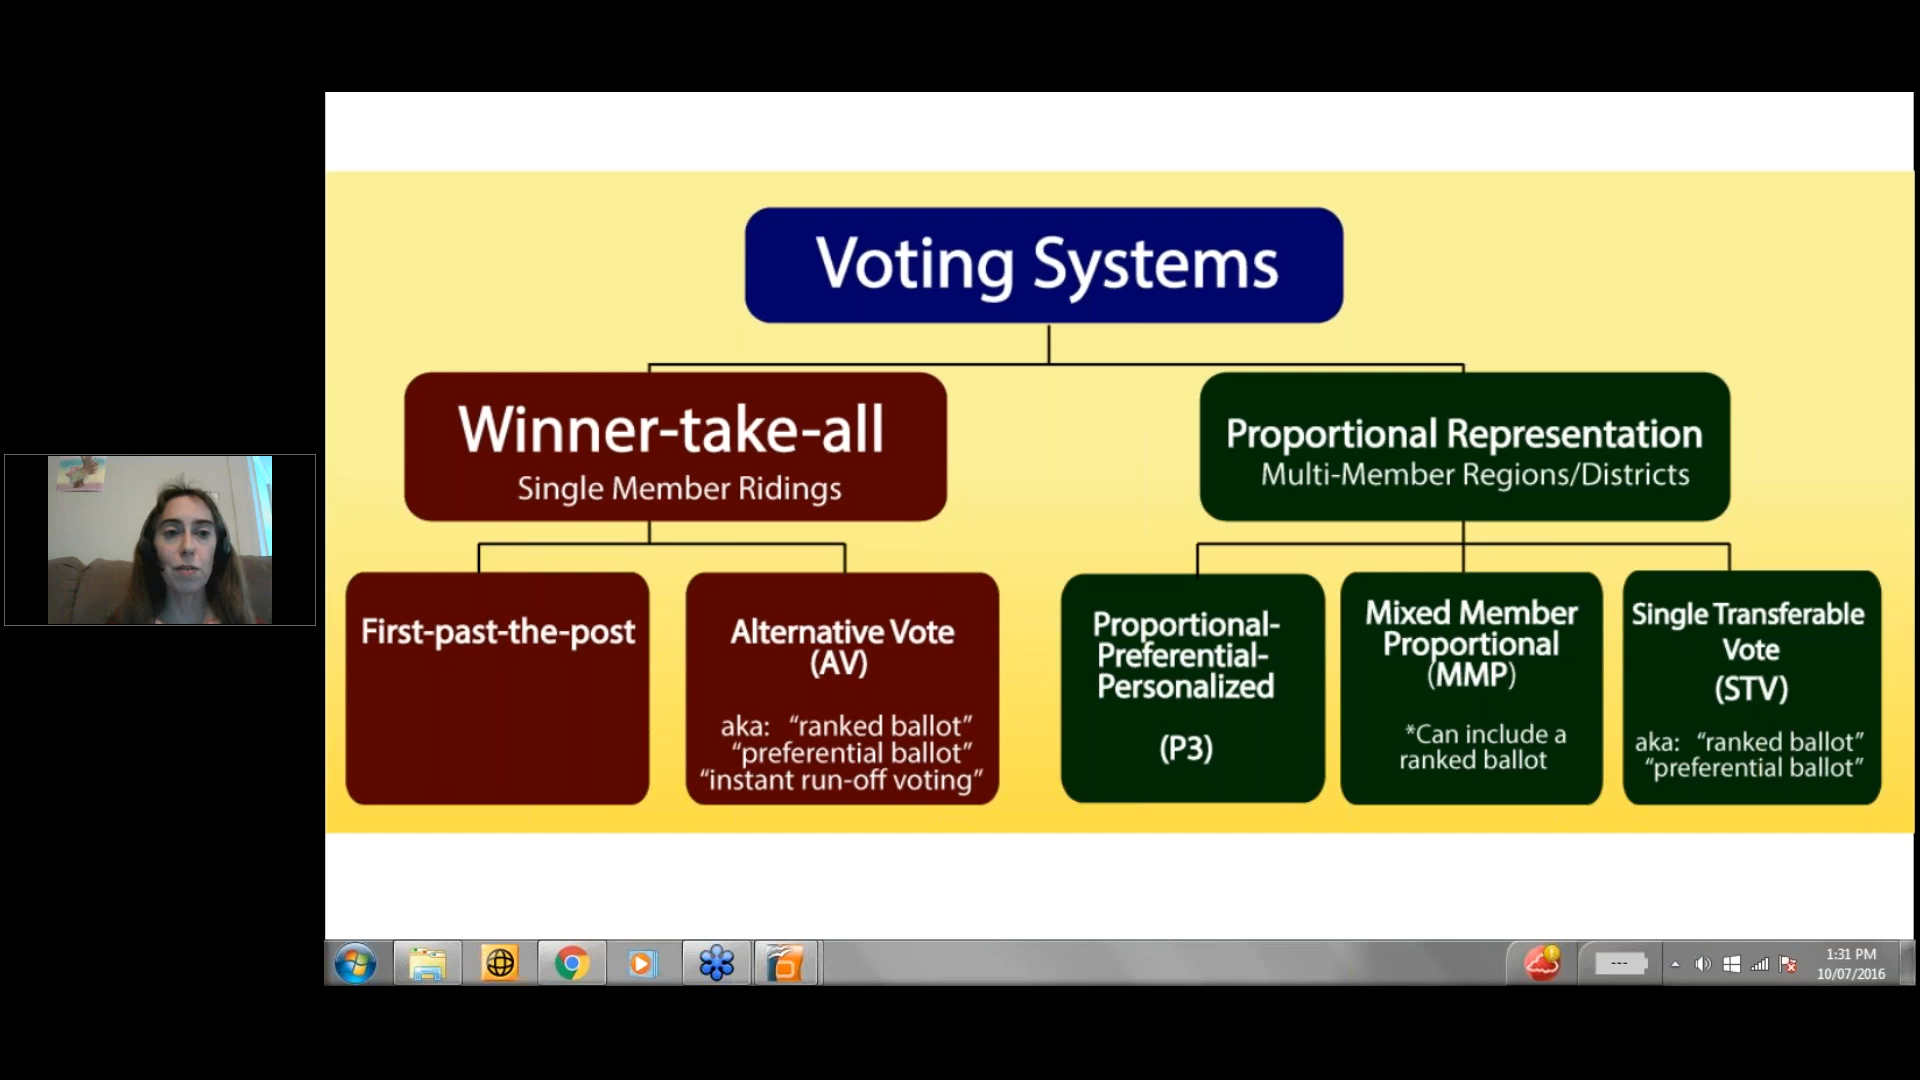 Voting Systems
Winner-take-all
Single Member Ridings
Proportional Representation
Multi-Member Regions/Districts
First-past-the-post
Alternative Vote
(AV)
aka: "ranked ballot"
"preferential ballot"
"instant run-off voting"
Proportional-
Preferential-
Personalized
(P3)
Mixed Member
Proportional
(MMP)
*Can include a
ranked ballot
Single Transferable
Vote
(STV)
aka: "ranked ballot"
"preferential ballot"
---
1:31 PM
10/07/2016